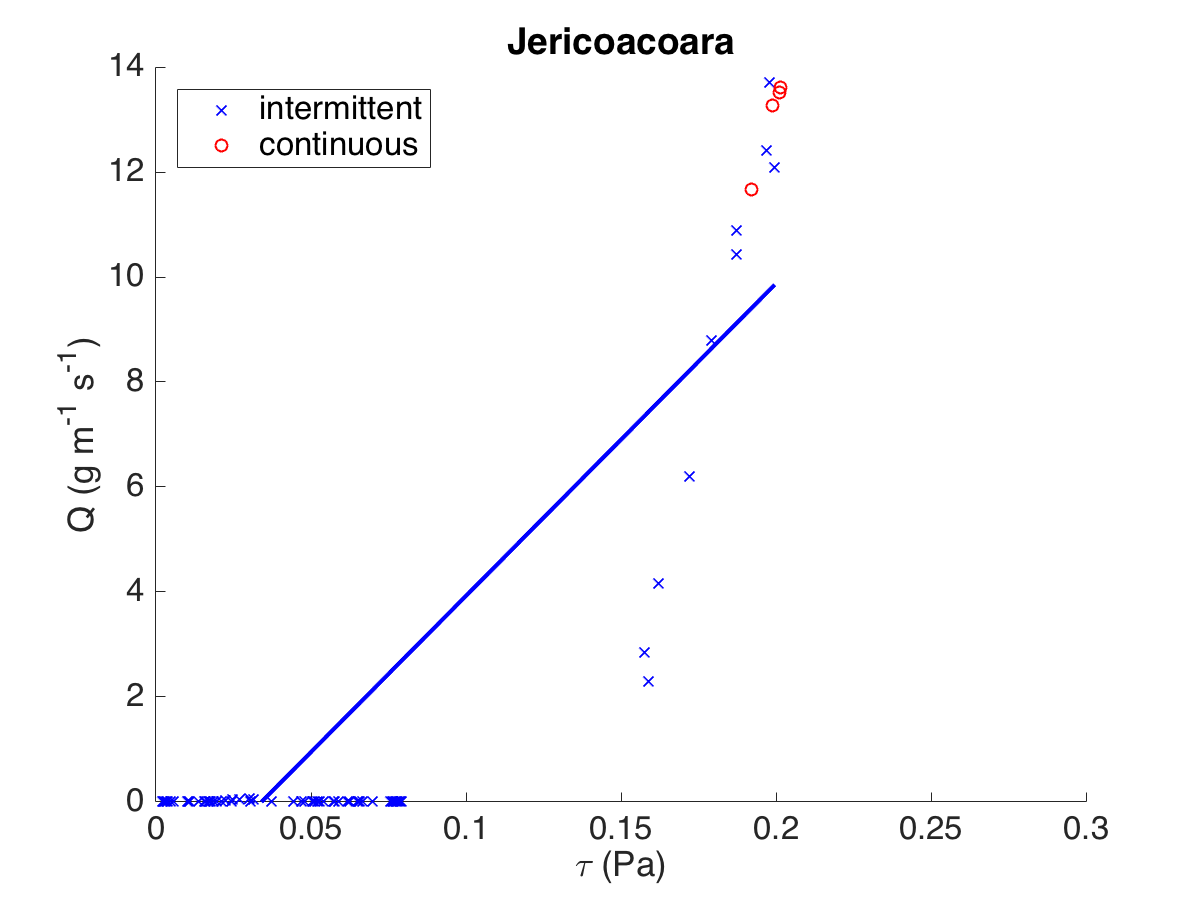 Jericoacoara
intermittent
continuous
Q (g m⁻¹ s⁻¹)
14
12
10
8
6
4
2
0
0 0.05 0.1 0.15 0.2 0.25 0.3
τ (Pa)